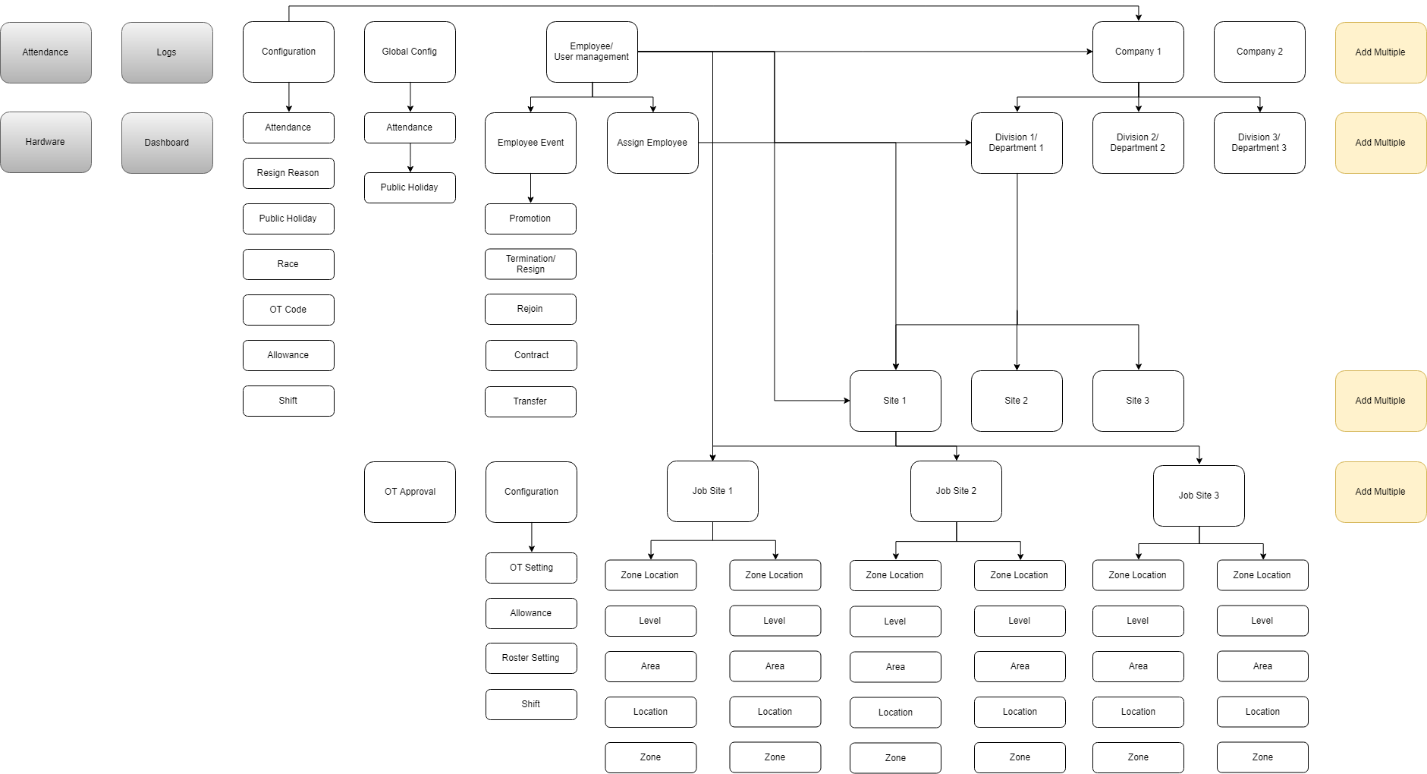 Attendance
Logs
Configuration
Global Config
Employee/
User management
Company 1
Company 2
Add Multiple
Hardware
Dashboard
Attendance
Attendance
Employee Event
Assign Employee
Division 1/
Department 1
Division 2/
Department 2
Division 3/
Department 3
Add Multiple
Resign Reason
Public Holiday
Public Holiday
Promotion
Race
Termination/
Resign
OT Code
Rejoin
Allowance
Contract
Shift
Transfer
Site 1
Site 2
Site 3
Add Multiple
OT Approval
Configuration
Job Site 1
Job Site 2
Job Site 3
Add Multiple
OT Setting
Zone Location
Zone Location
Zone Location
Zone Location
Zone Location
Zone Location
Allowance
Level
Level
Level
Level
Level
Level
Roster Setting
Area
Area
Area
Area
Area
Area
Shift
Location
Location
Location
Location
Location
Location
Zone
Zone
Zone
Zone
Zone
Zone